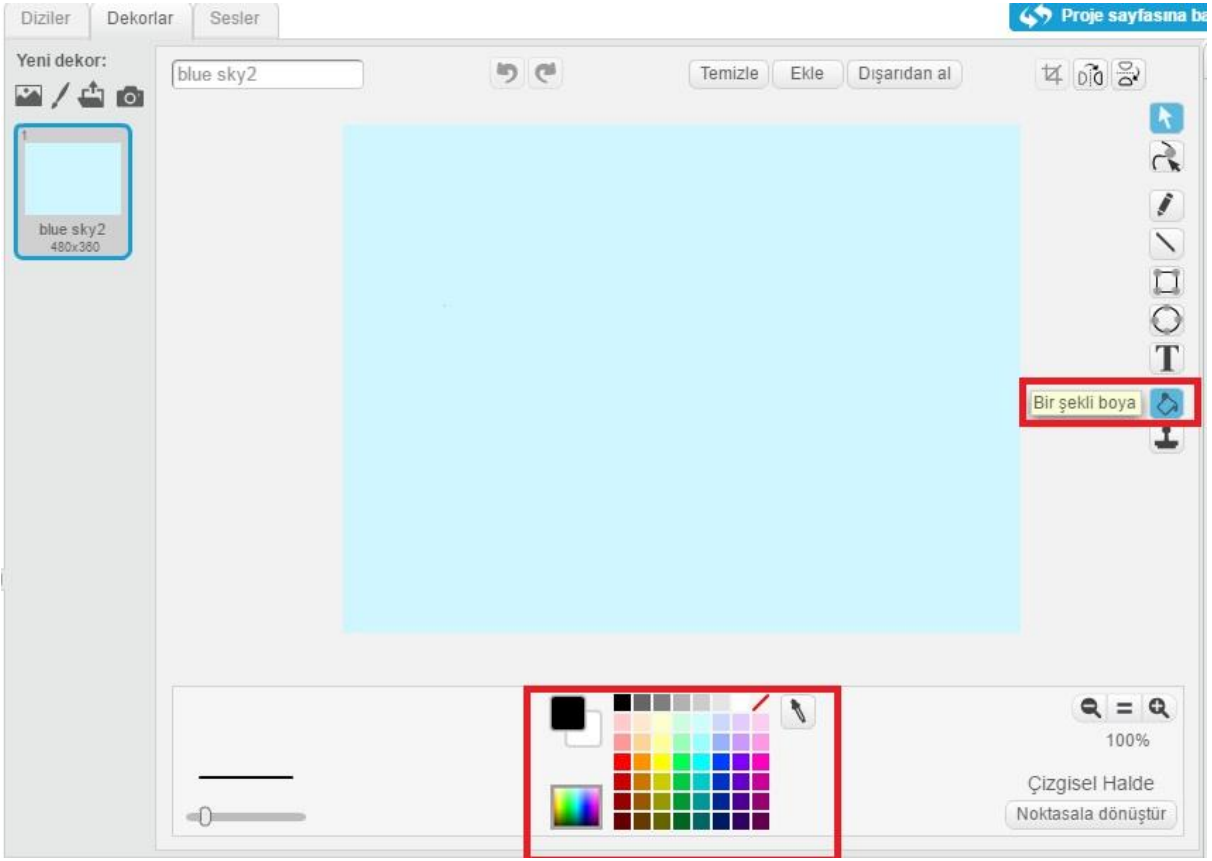 Diziler Dekorlar Sesler
Proje sayfasına ba
Yeni dekor:
blue sky2
Temizle Ekle Dışarıdan al
1
blue sky2
480x360
T
Bir şekli boya
100%
Çizgisel Halde
Noktasala dönüştür